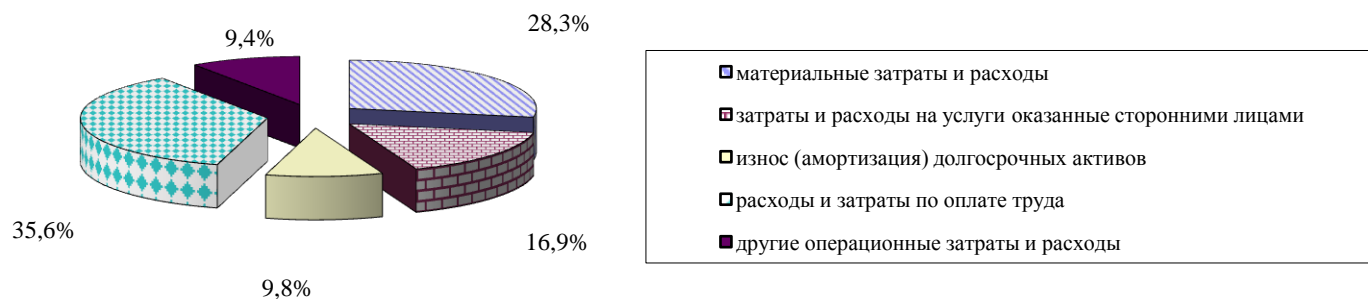 28,3%
9,4%
35,6%
16,9%
9,8%
материальные затраты и расходы
затраты и расходы на услуги оказанные сторонними лицами
износ (амортизация) долгосрочных активов
расходы и затраты по оплате труда
другие операционные затраты и расходы